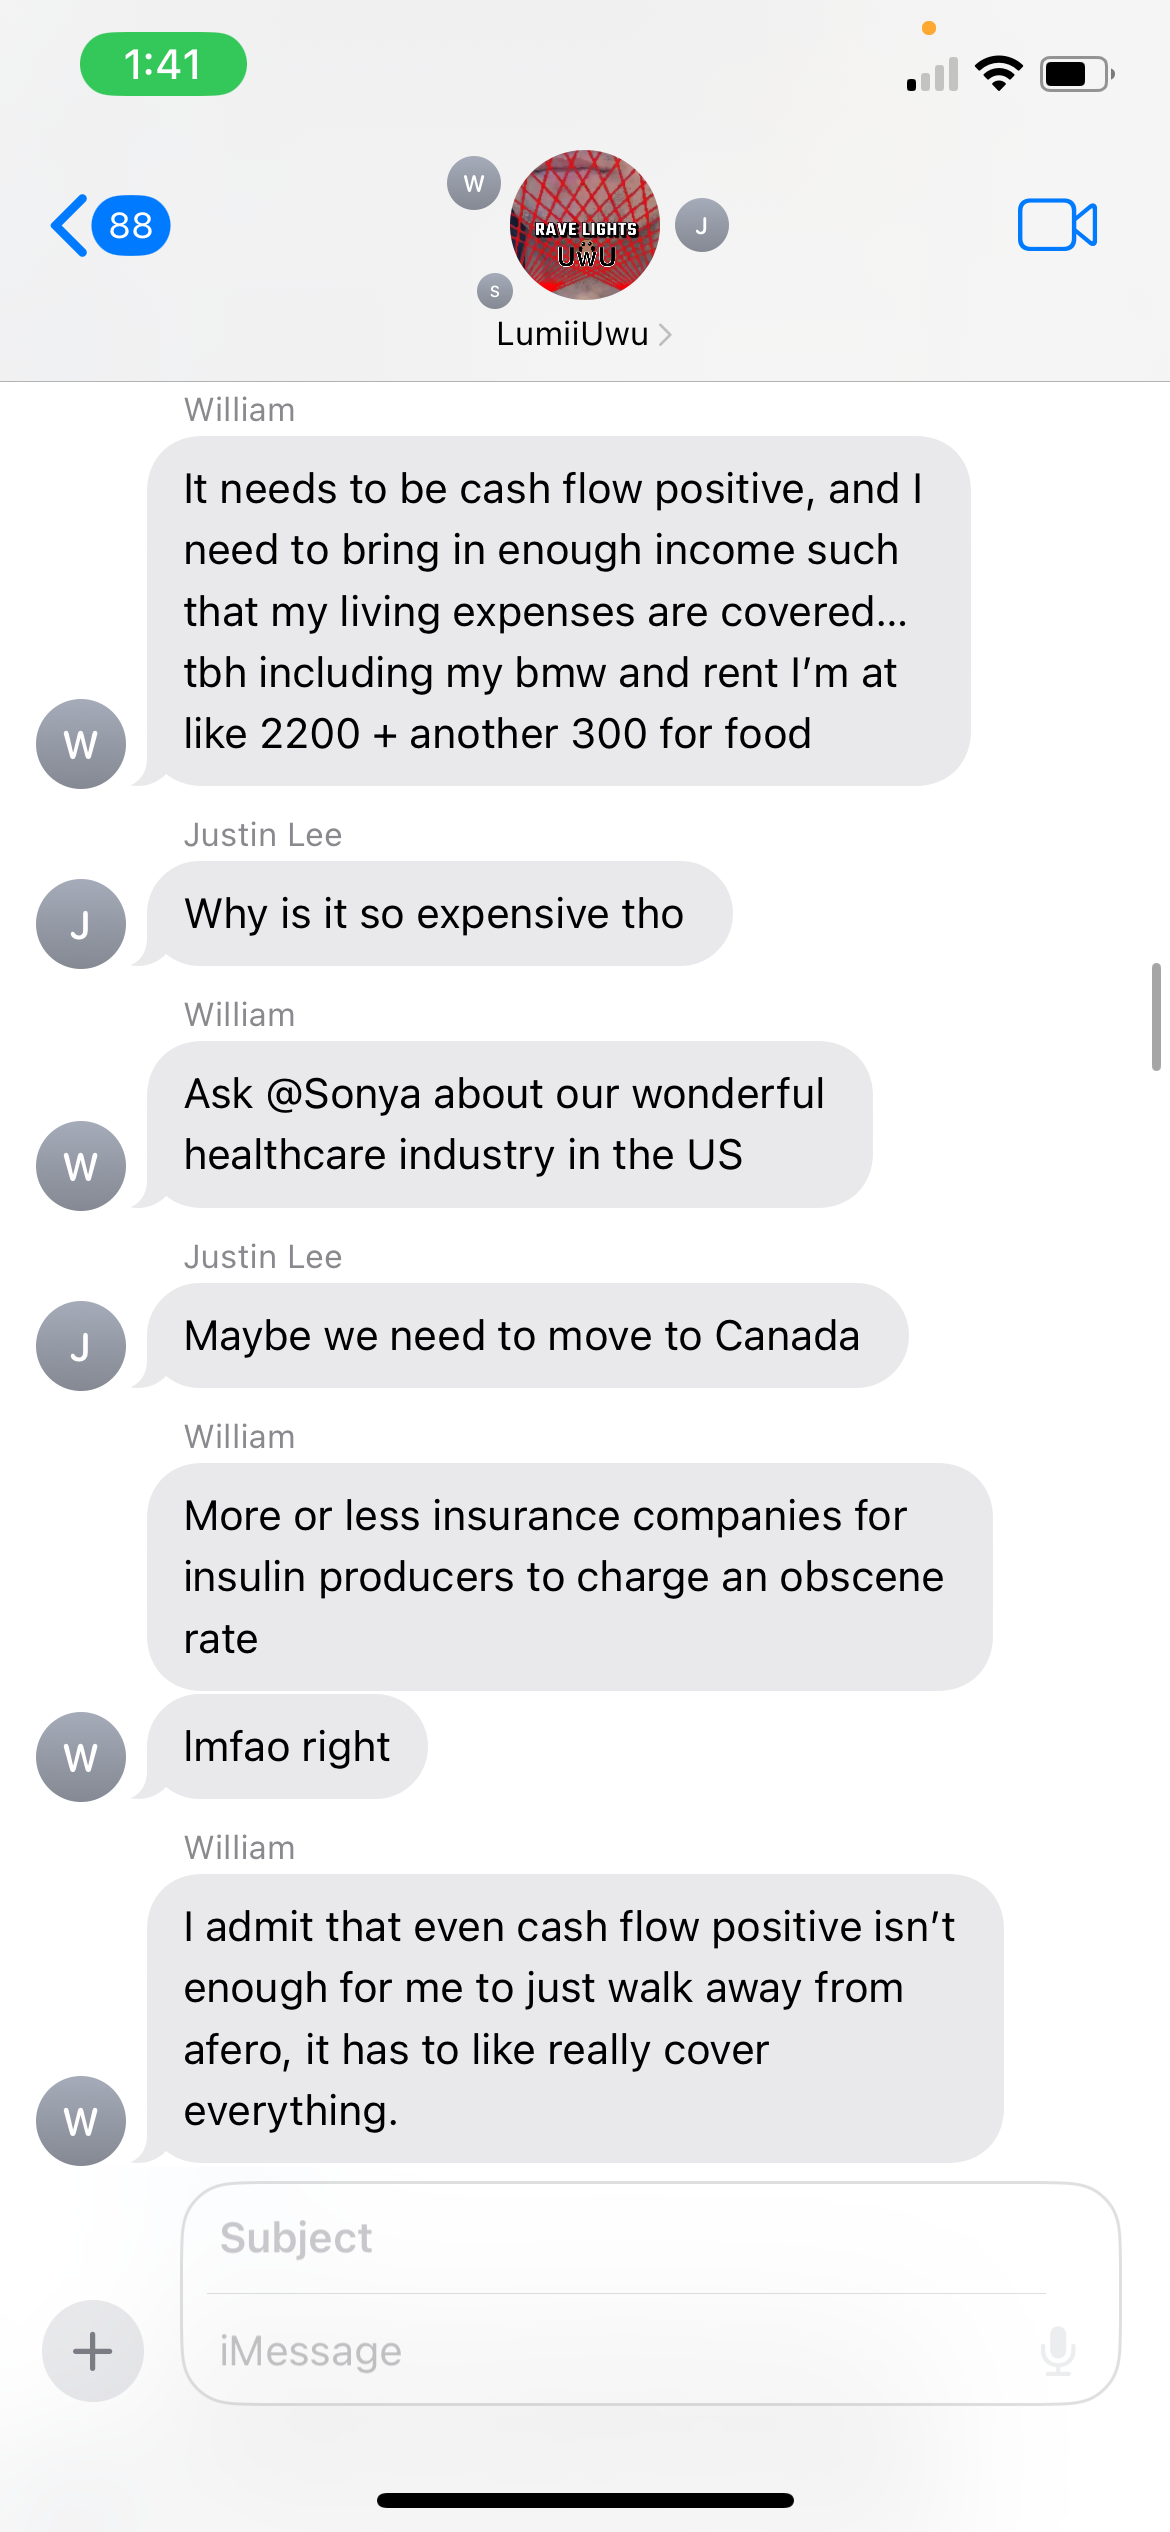 1:41
88
W
RAVE LIGHTS
UWU
J
S
LumiiUwu
William
It needs to be cash flow positive, and I
need to bring in enough income such
that my living expenses are covered...
tbh including my bmw and rent I'm at
like 2200 + another 300 for food
W
Justin Lee
Why is it so expensive tho
J
William
Ask @Sonya about our wonderful
healthcare industry in the US
W
Justin Lee
Maybe we need to move to Canada
J
William
More or less insurance companies for
insulin producers to charge an obscene
rate
lmfao right
W
William
I admit that even cash flow positive isn't
enough for me to just walk away from
afero, it has to like really cover
everything.
W
Subject
iMessage